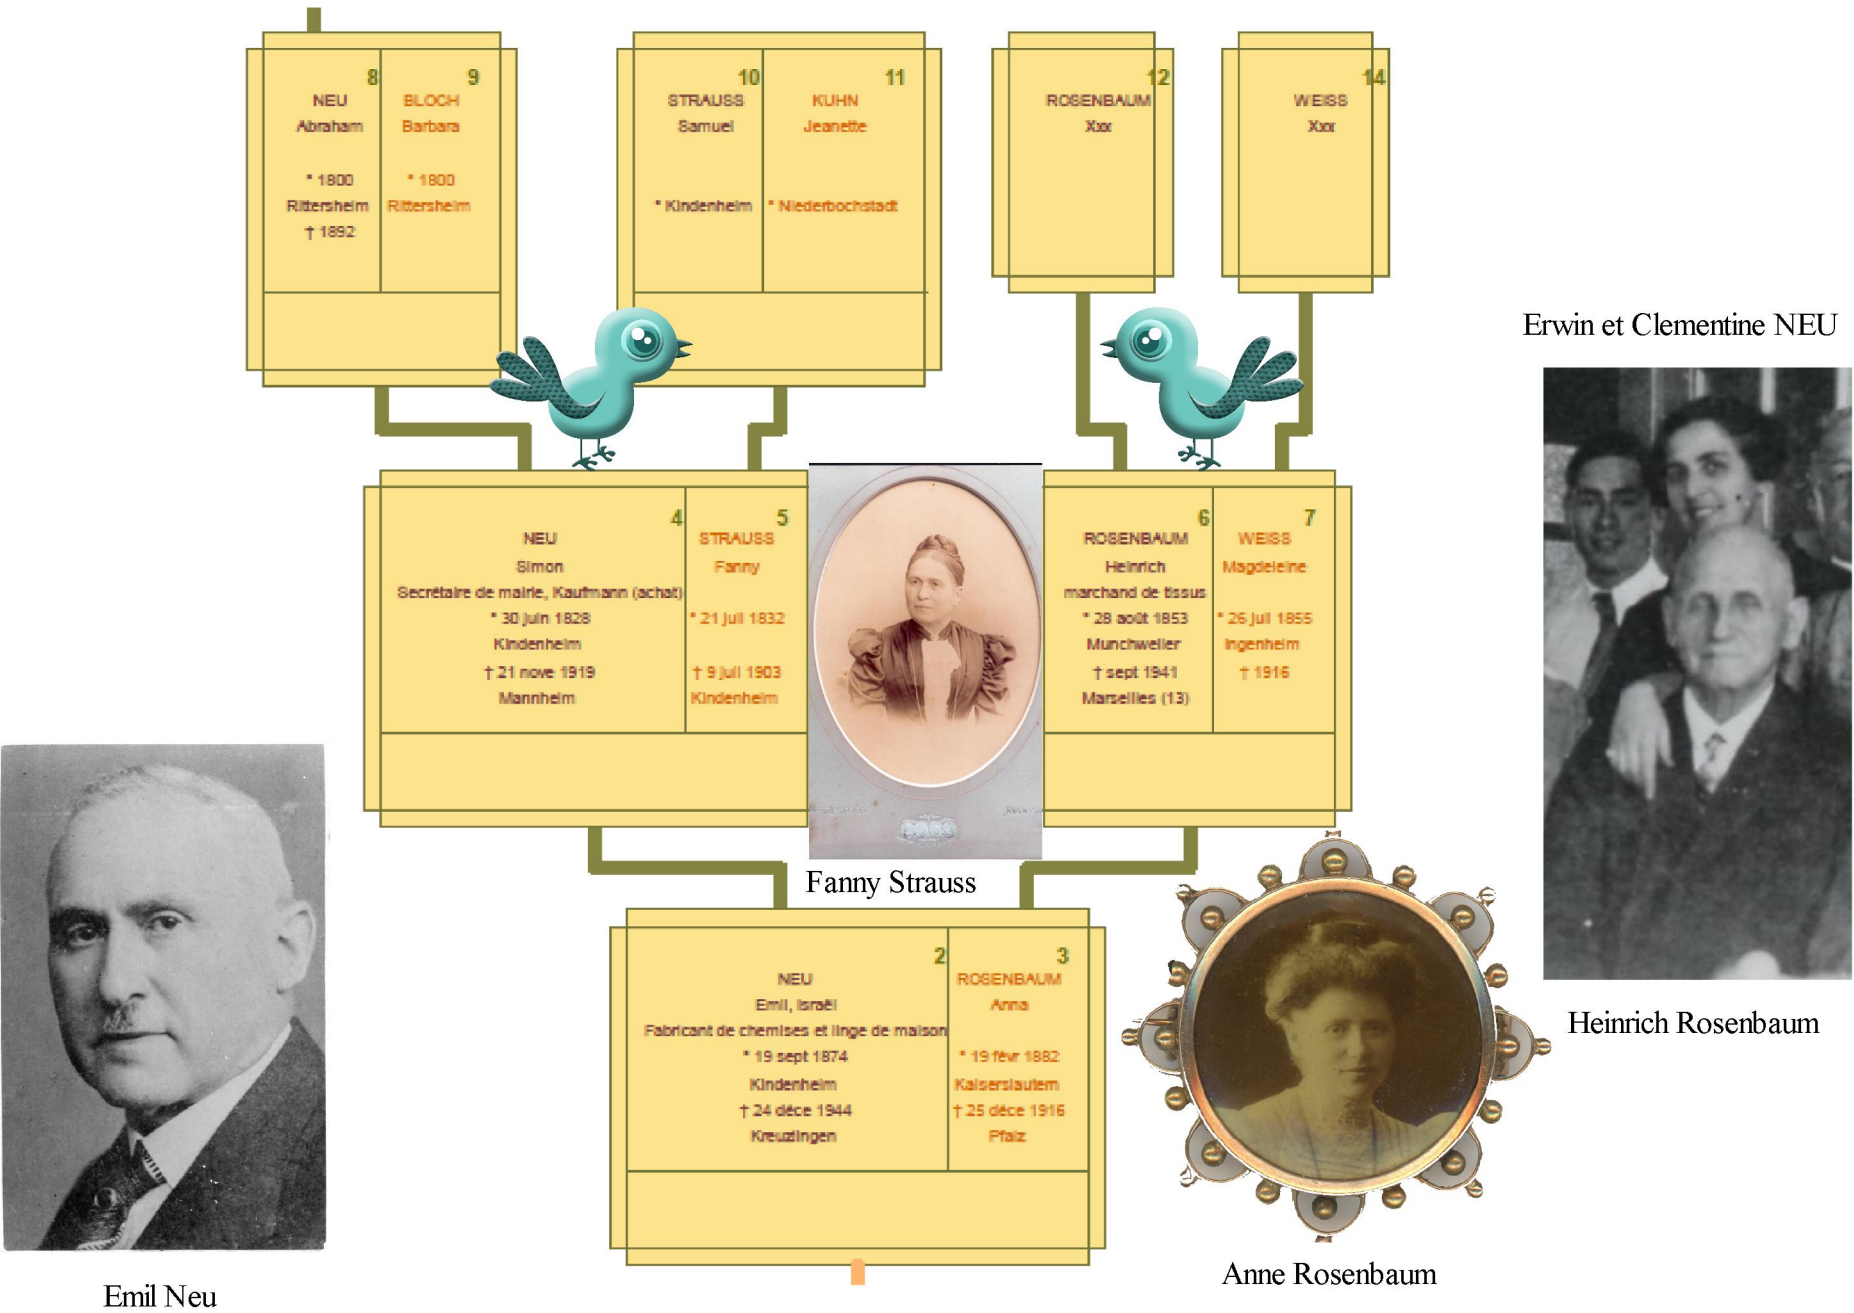 8
NEU
Abraham
* 1800
Rittersheim
† 1892
9
BLOCH
Barbara
* 1800
Rittersheim
10
STRAUSS
Samuel
* Kindenheim
11
KUHN
Jeanette
* Niederbochstadt
12
ROSENBAUM
Xxx
14
WEISS
Xxx
Erwin et Clementine NEU
4
NEU
Simon
Secrétaire de mairie, Kaufmann (achat)
* 30 juin 1828
Kindenheim
† 21 nove 1919
Mannheim
5
STRAUSS
Fanny
* 21 juil 1832
† 9 juil 1903
Kindenheim
6
ROSENBAUM
Heinrich
marchand de tissus
* 28 août 1853
Munchweiler
† sept 1941
Marseilles (13)
7
WEISS
Magdeleine
* 26 juil 1855
Ingenheim
† 1916
Fanny Strauss
2
NEU
Emil, Israël
Fabricant de chemises et linge de maison
* 19 sept 1874
Kindenheim
† 24 déce 1944
Kreuzlingen
3
ROSENBAUM
Anna
* 19 févr 1882
Kaiserslautern
† 25 déce 1916
Pfalz
Heinrich Rosenbaum
Anne Rosenbaum
Emil Neu